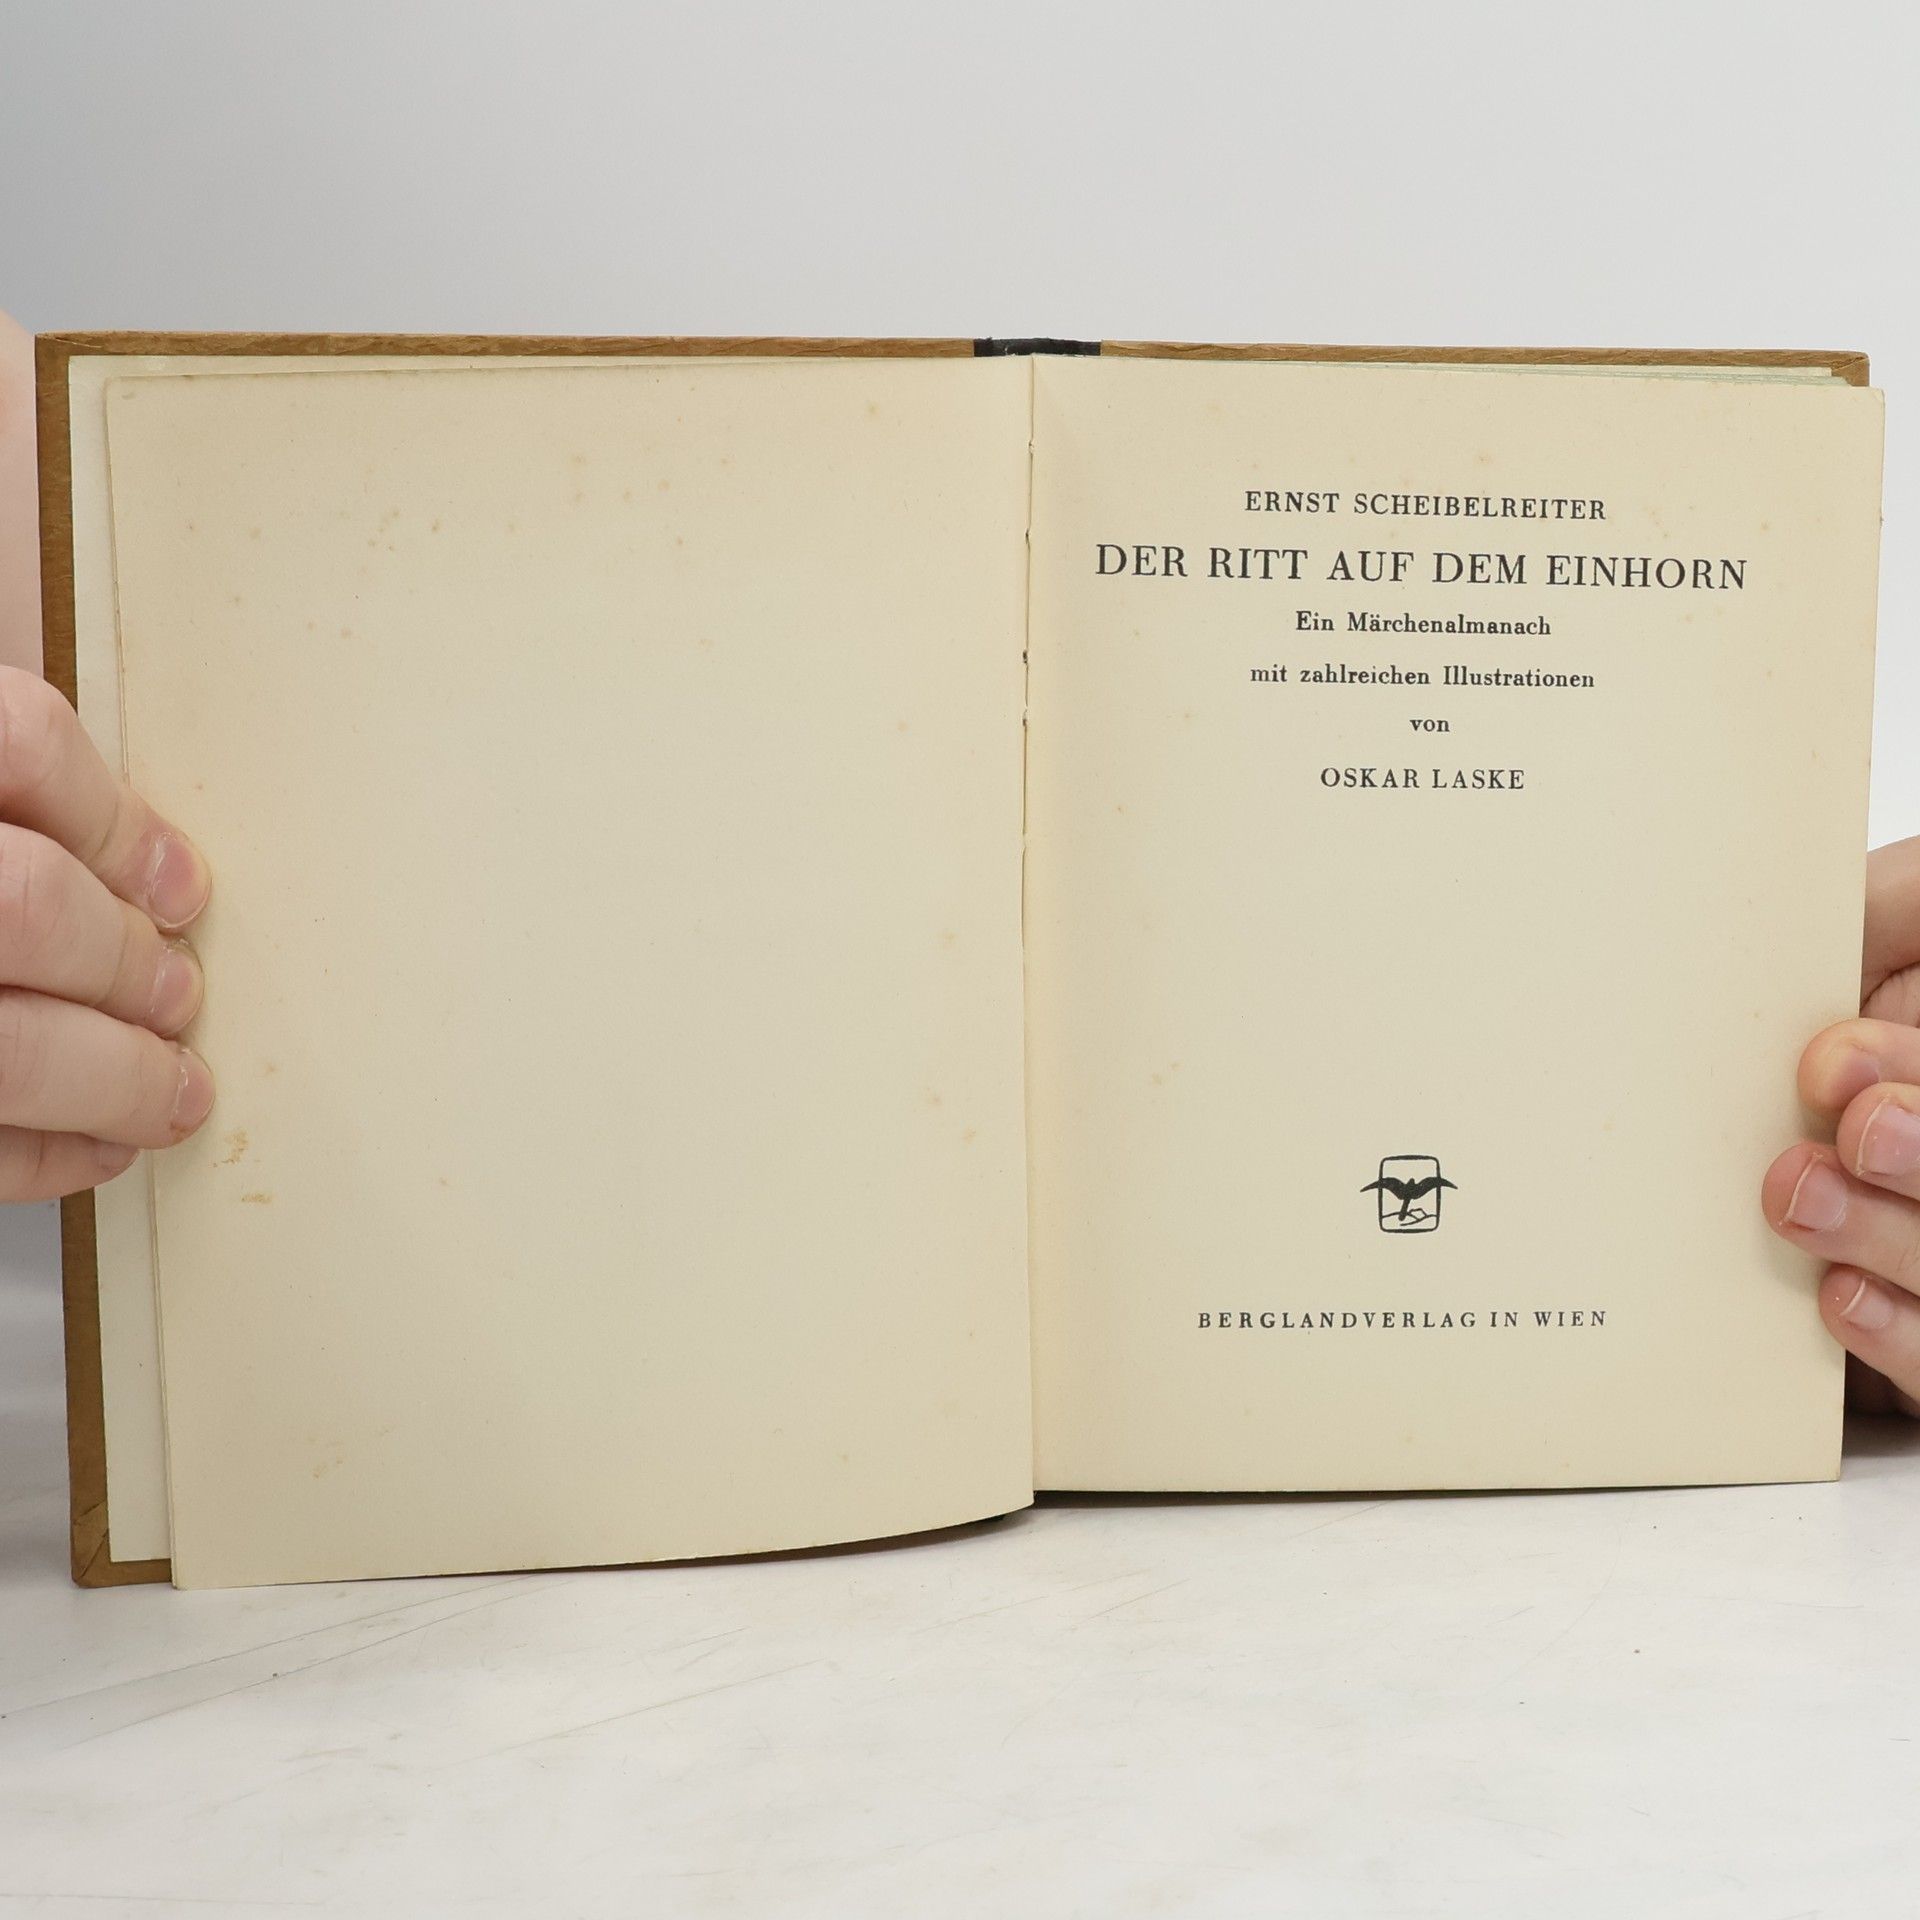 ERNST SCHEIBELREITER
DER RITT AUF DEM EINHORN
Ein Märchenalmanach
mit zahlreichen Illustrationen
von
OSKAR LASKE
BERGLANDVERLAG IN WIEN